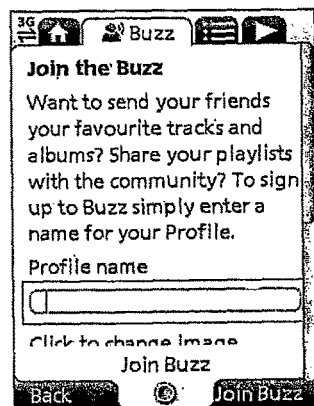 3G
Buzz
Join the Buzz
Want to send your friends
your favourite tracks and
albums? Share your playlists
with the community? To sign
up to Buzz simply enter a
name for your Profile.
Profile name
Click to change Image
Join Buzz
Back Join Buzz